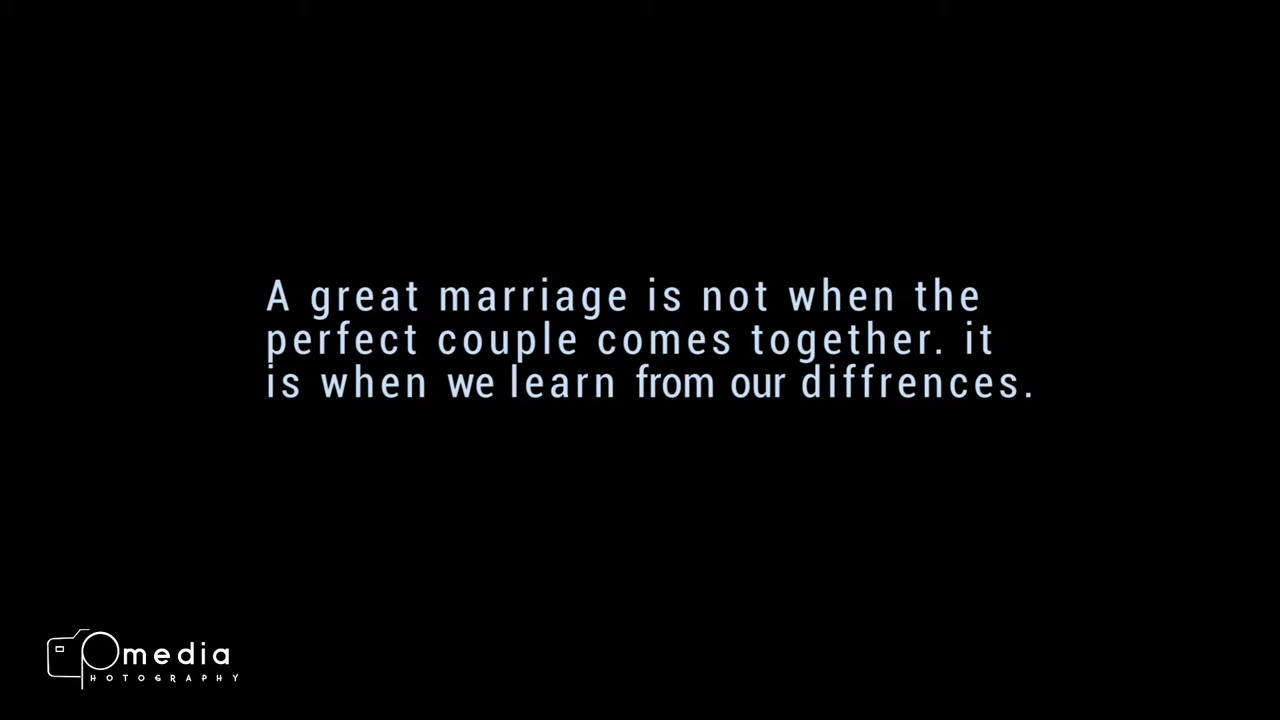 A great marriage is not when the
perfect couple comes together. it
is when we learn from our diffrences.
Pmedia
PHOTOGRAPHY